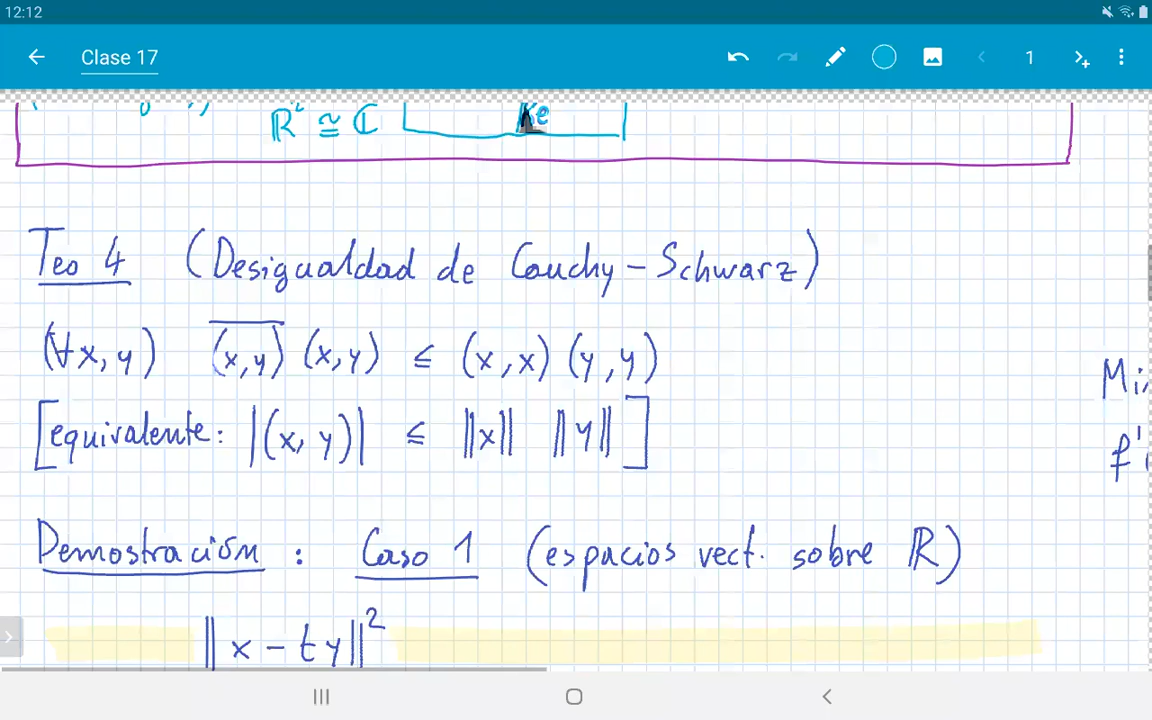 12:12
Clase 17
1
ℝ² ≅ ℂ
Re
Teo 4 (Desigualdad de Cauchy-Schwarz)
(∀x,y) \overline{(x,y)} (x,y) ≤ (x,x) (y,y)
[equivalente: |(x,y)| ≤ ‖x‖ ‖y‖]
Demostración: Caso 1 (espacios vect. sobre ℝ)
‖x - ty‖²